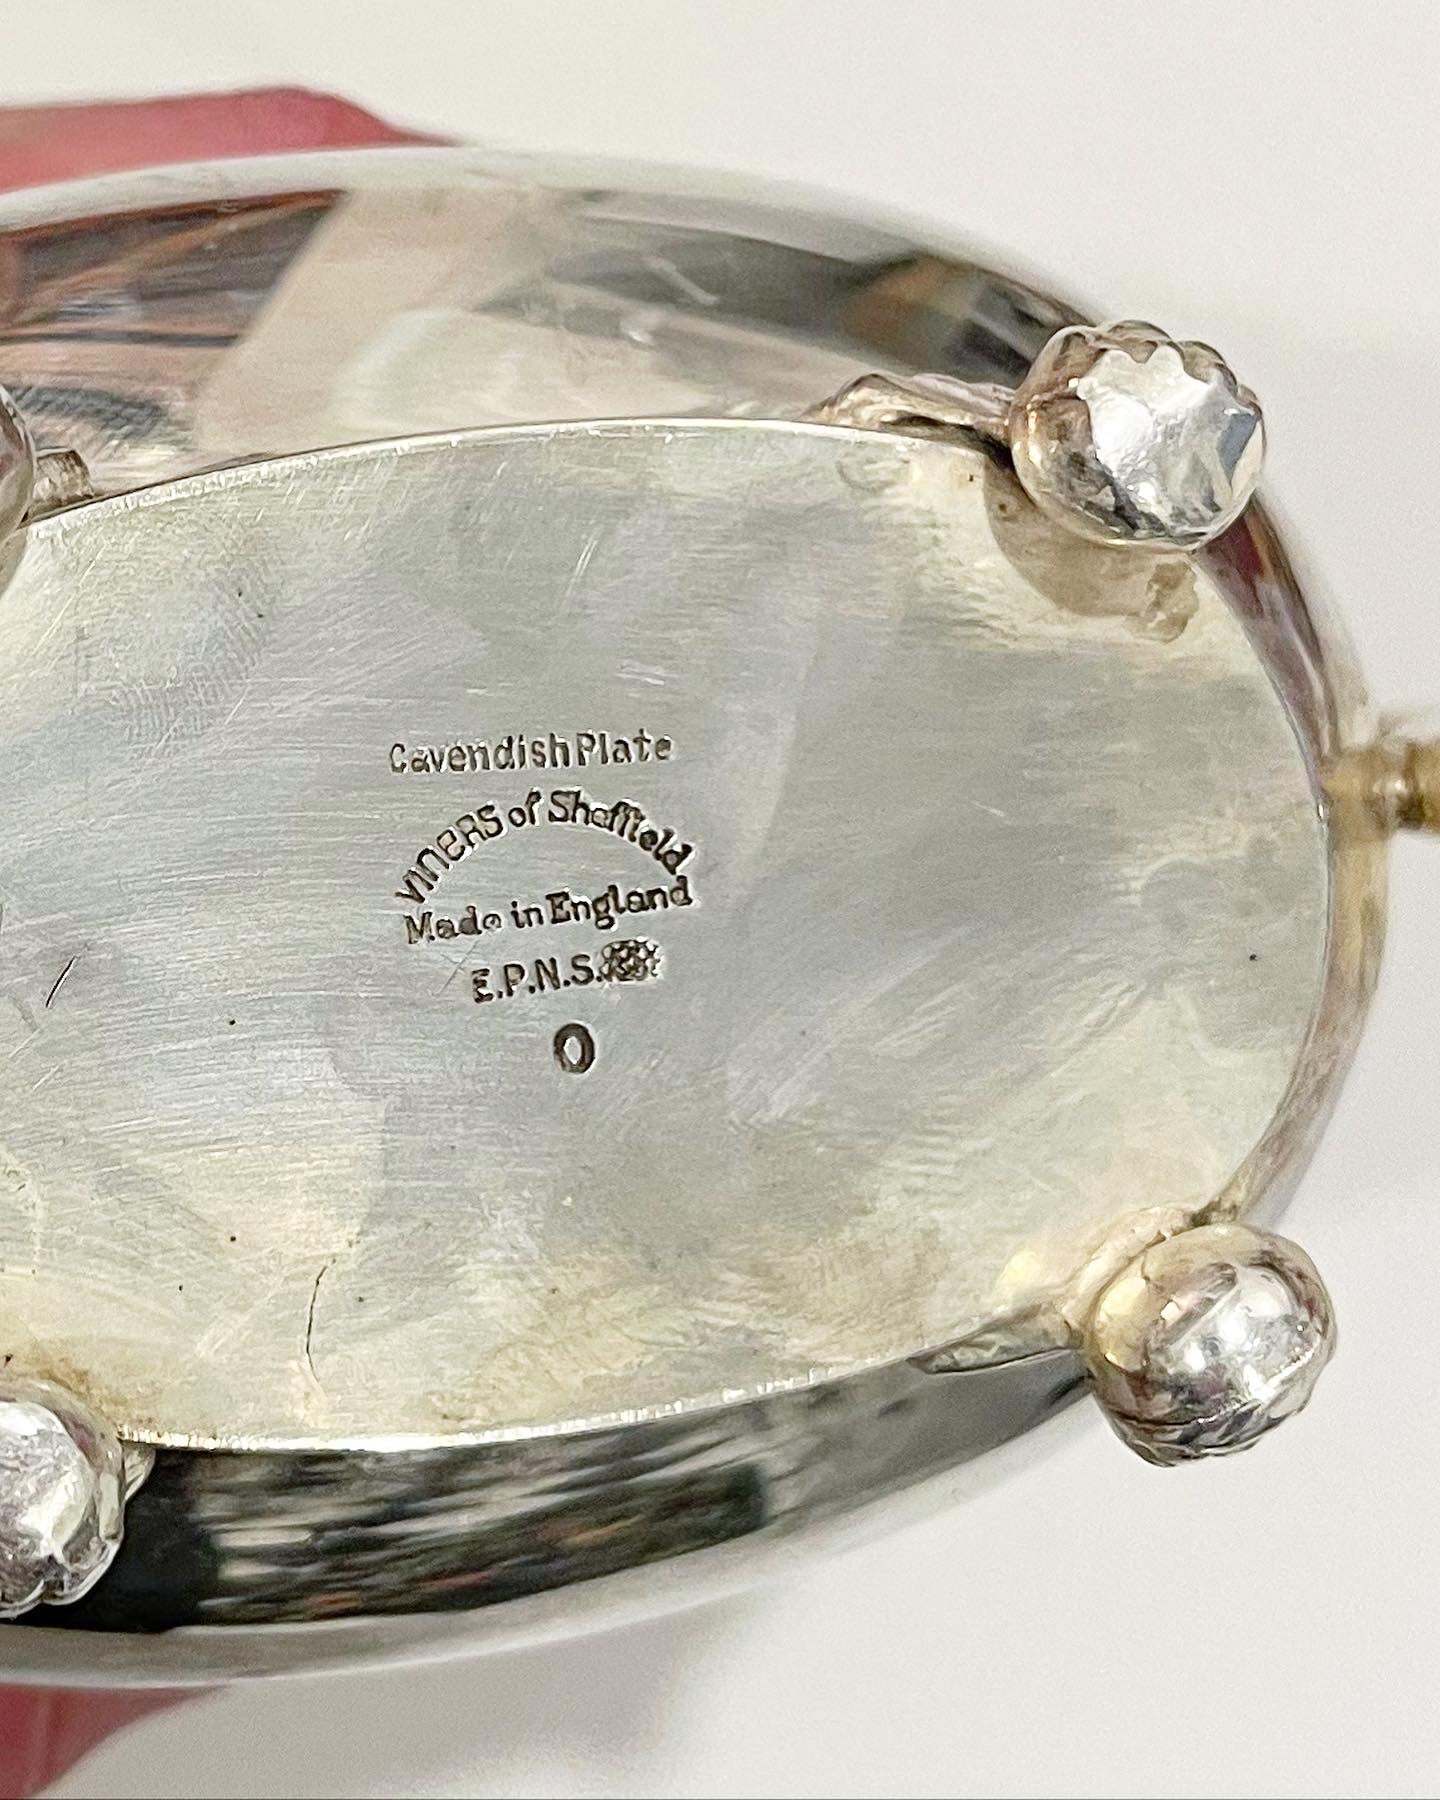 Cavendish Plate
VINERS of Sheffield.
Made in England
E.P.N.S.
0